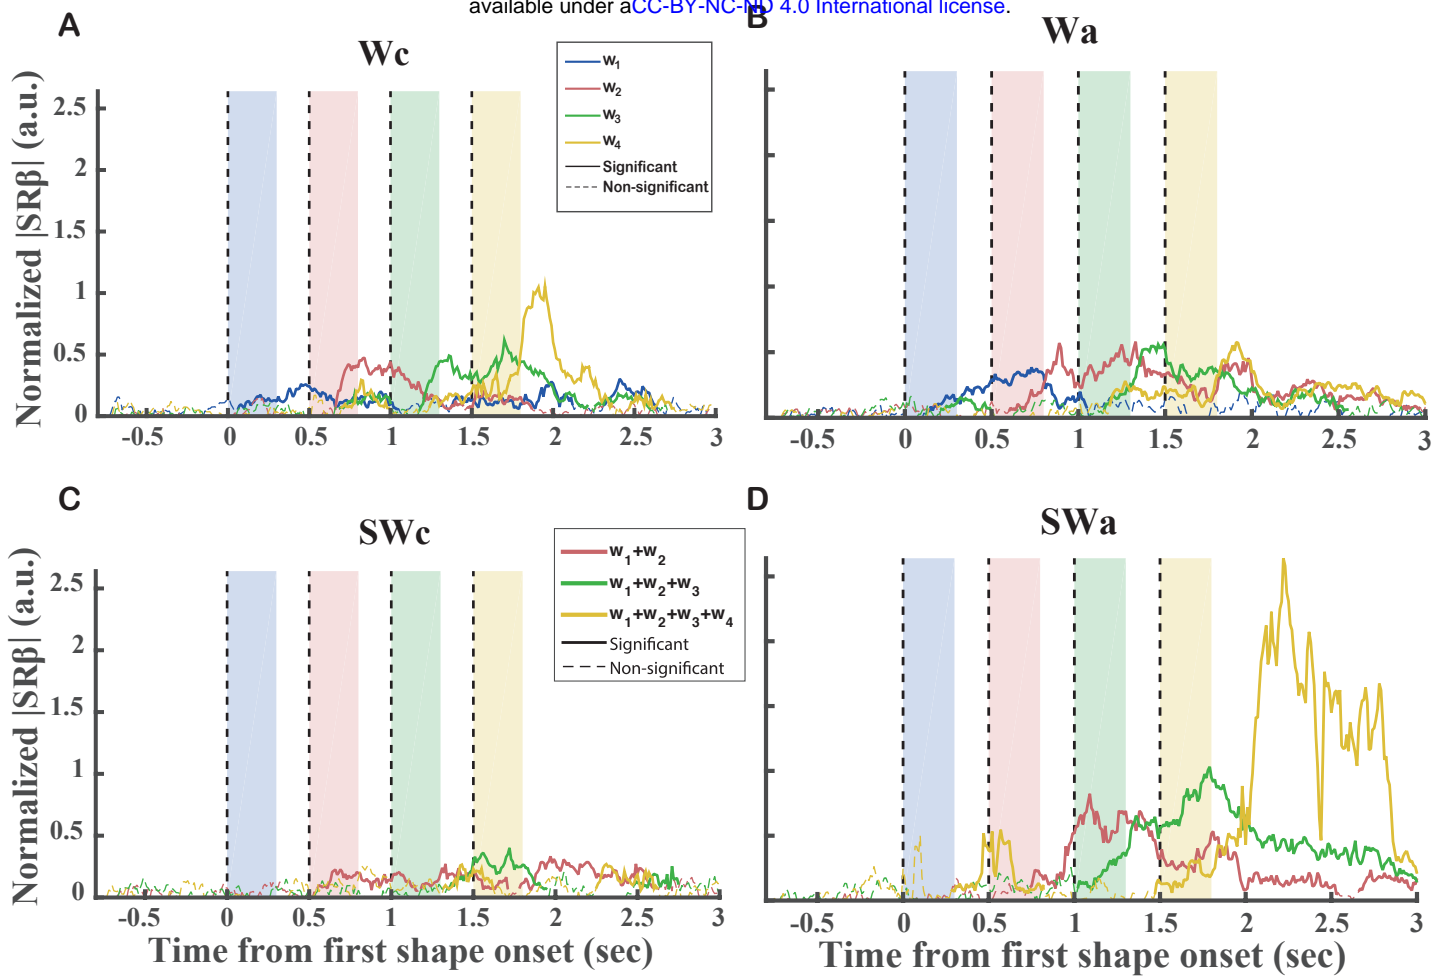 available under aCC-BY-NC-ND 4.0 International license.
A
Wc
Normalized |SRβ| (a.u.)
2.5
2
1.5
1
0.5
0
-0.5 0 0.5 1 1.5 2 2.5 3
w1
w2
w3
w4
Significant
Non-significant
B
Wa
-0.5 0 0.5 1 1.5 2 2.5 3
C
SWc
Normalized |SRβ| (a.u.)
2.5
2
1.5
1
0.5
0
-0.5 0 0.5 1 1.5 2 2.5 3
Time from first shape onset (sec)
w1+w2
w1+w2+w3
w1+w2+w3+w4
Significant
Non-significant
D
SWa
-0.5 0 0.5 1 1.5 2 2.5 3
Time from first shape onset (sec)